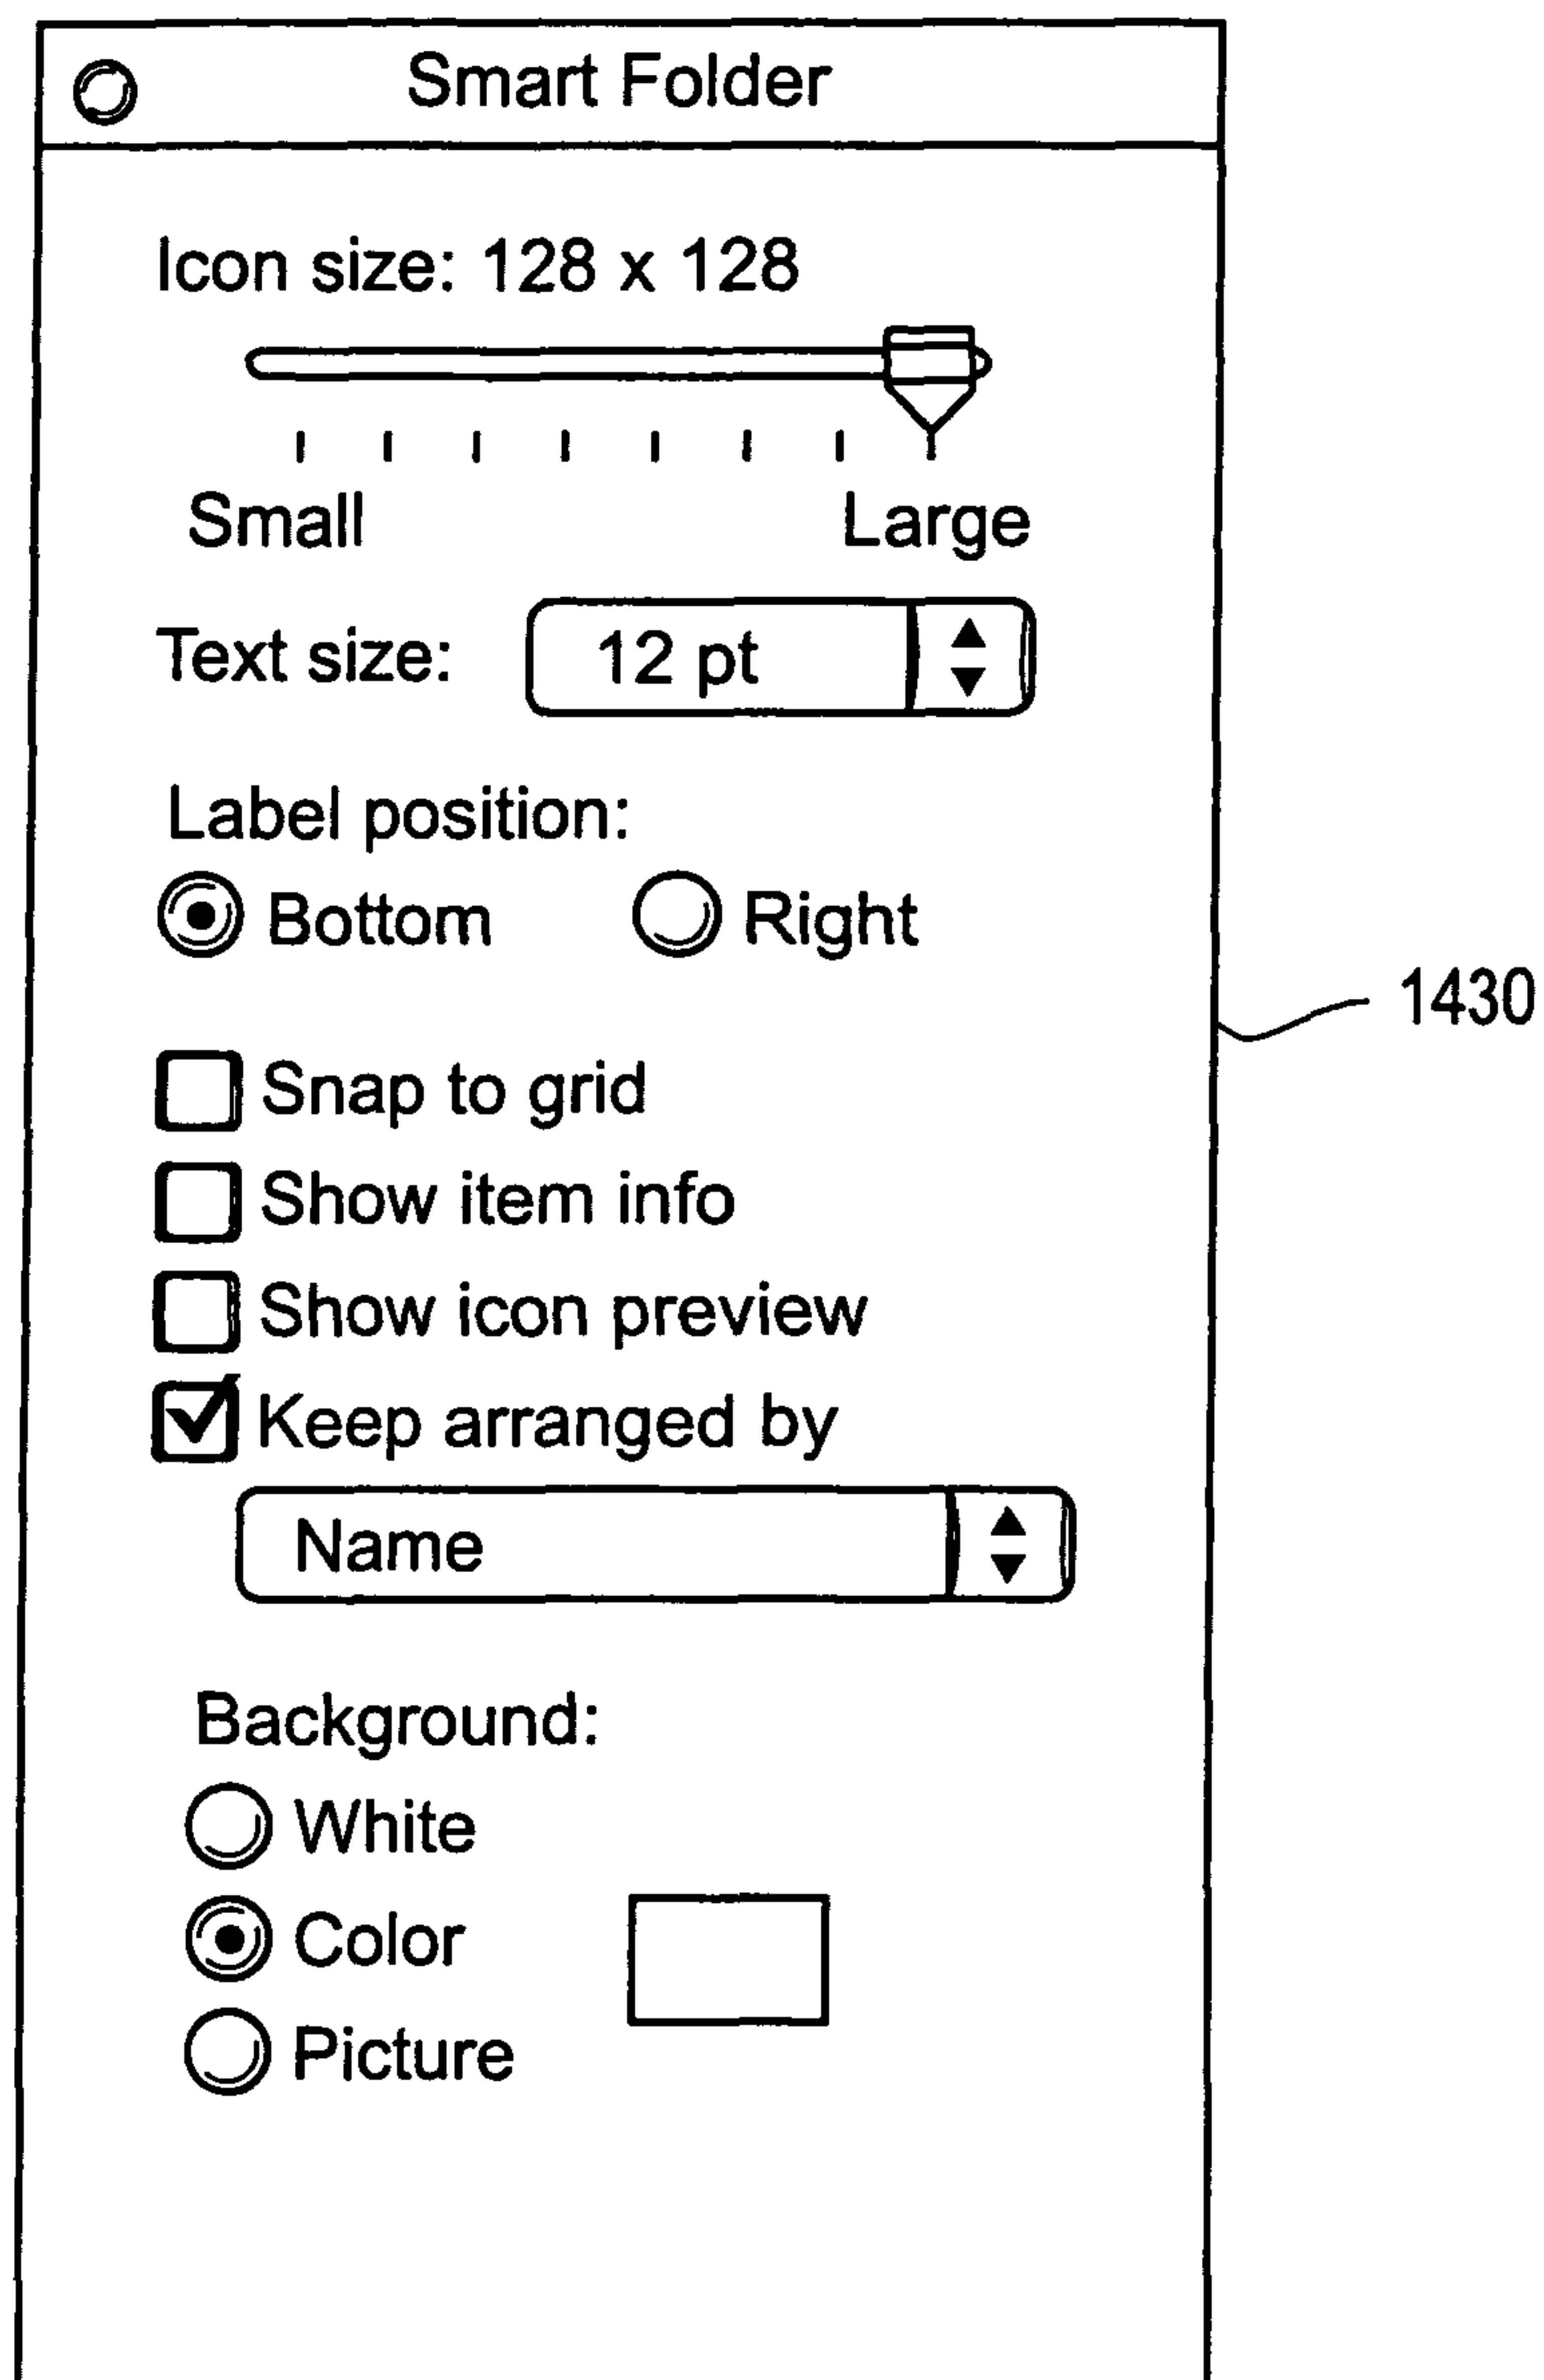 Smart Folder
Icon size: 128 x 128
Small Large
Text size: 12 pt
Label position:
Bottom Right
1430
Snap to grid
Show item info
Show icon preview
Keep arranged by
Name
Background:
White
Color
Picture